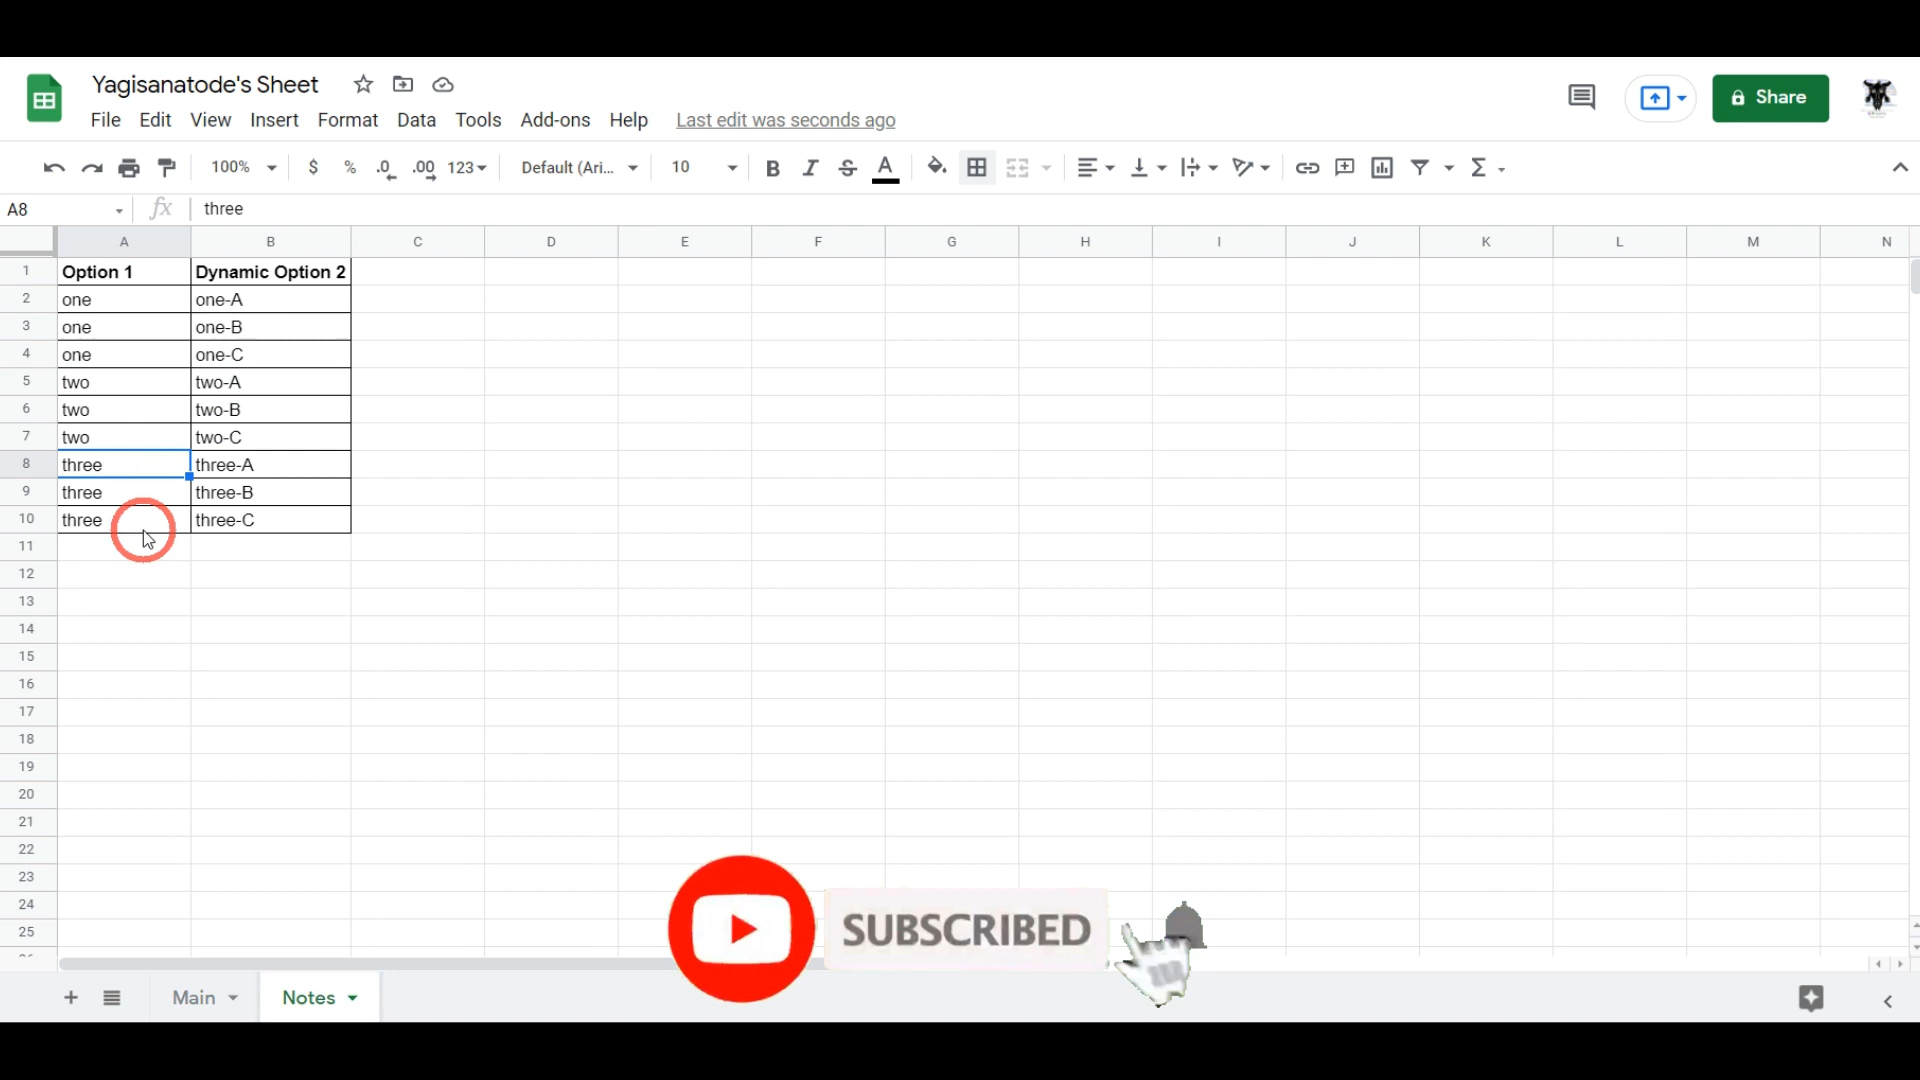 Yagisanatode's Sheet
File Edit View Insert Format Data Tools Add-ons Help Last edit was seconds ago
Share
100% $ % .0 .00 123 Default (Ari... 10 B I S A
A8 fx three
A B C D E F G H I J K L M N
1 Option 1 Dynamic Option 2
2 one one-A
3 one one-B
4 one one-C
5 two two-A
6 two two-B
7 two two-C
8 three three-A
9 three three-B
10 three three-C
11
12
13
14
15
16
17
18
19
20
21
22
23
24
25
SUBSCRIBED
Main Notes